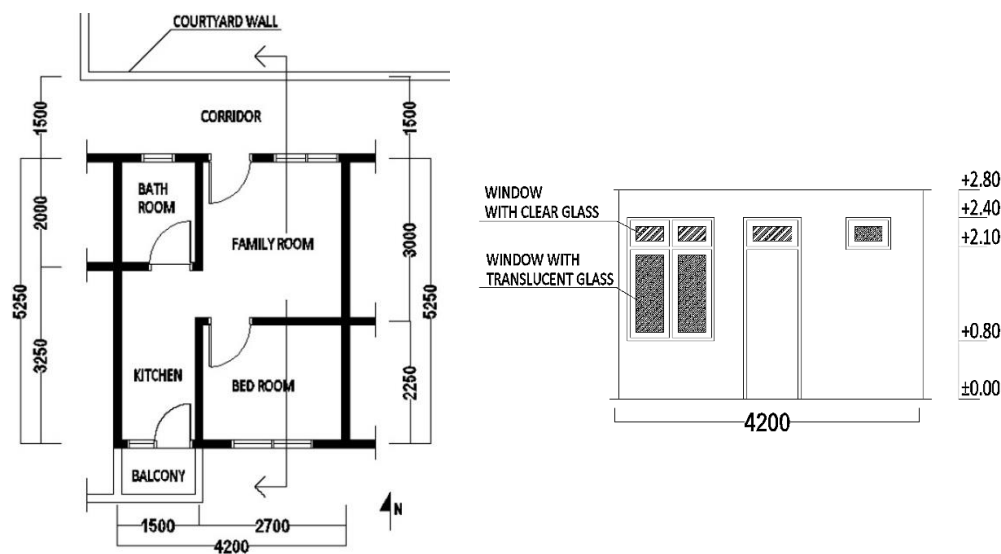 COURTYARD WALL
CORRIDOR
1500
1500
BATH
ROOM
FAMILY ROOM
2000
3000
5250
5250
3250
2250
KITCHEN
BED ROOM
BALCONY
N
1500
2700
4200
WINDOW
WITH CLEAR GLASS
WINDOW WITH
TRANSLUCENT GLASS
+2.80
+2.40
+2.10
+0.80
±0.00
4200